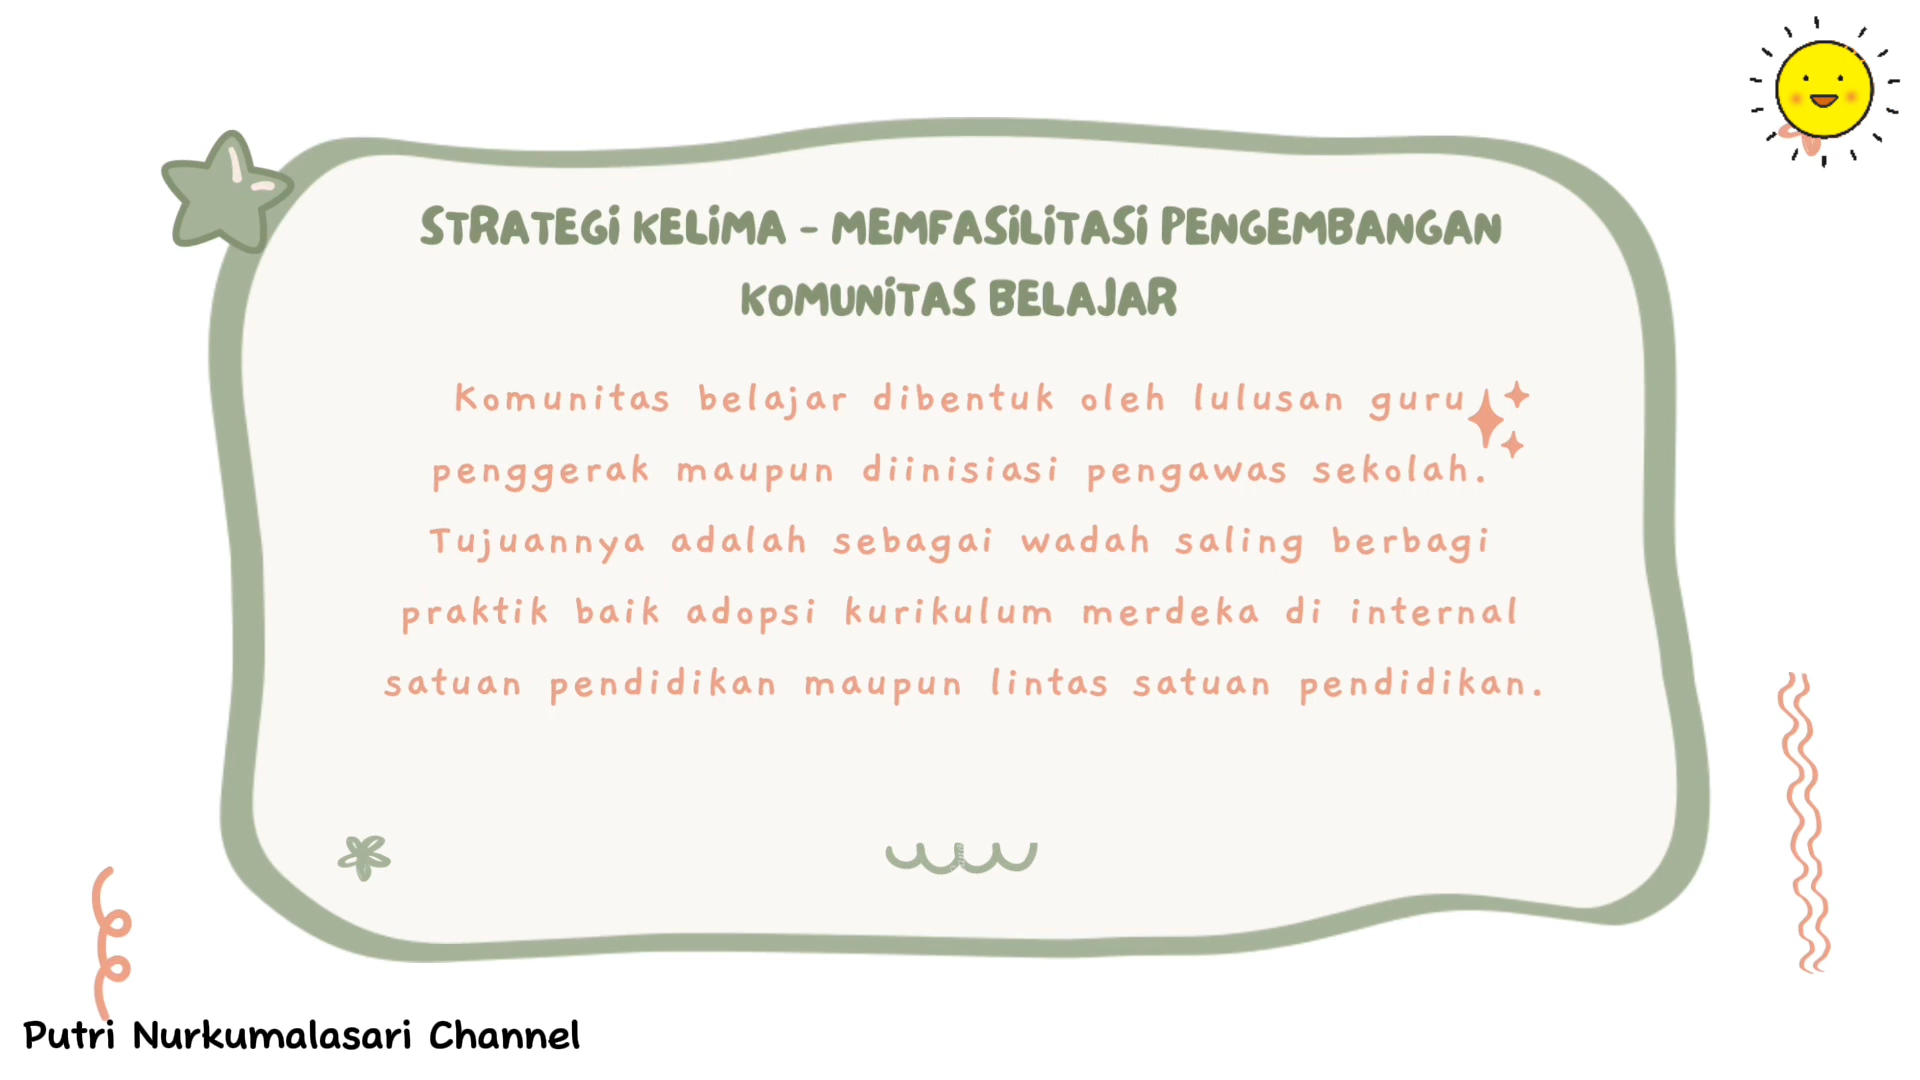 STRATEGI KELIMA - MEMFASILITASI PENGEMBANGAN
KOMUNITAS BELAJAR
Komunitas belajar dibentuk oleh lulusan guru
penggerak maupun diinisiasi pengawas sekolah.
Tujuannya adalah sebagai wadah saling berbagi
praktik baik adopsi kurikulum merdeka di internal
satuan pendidikan maupun lintas satuan pendidikan.
Putri Nurkumalasari Channel